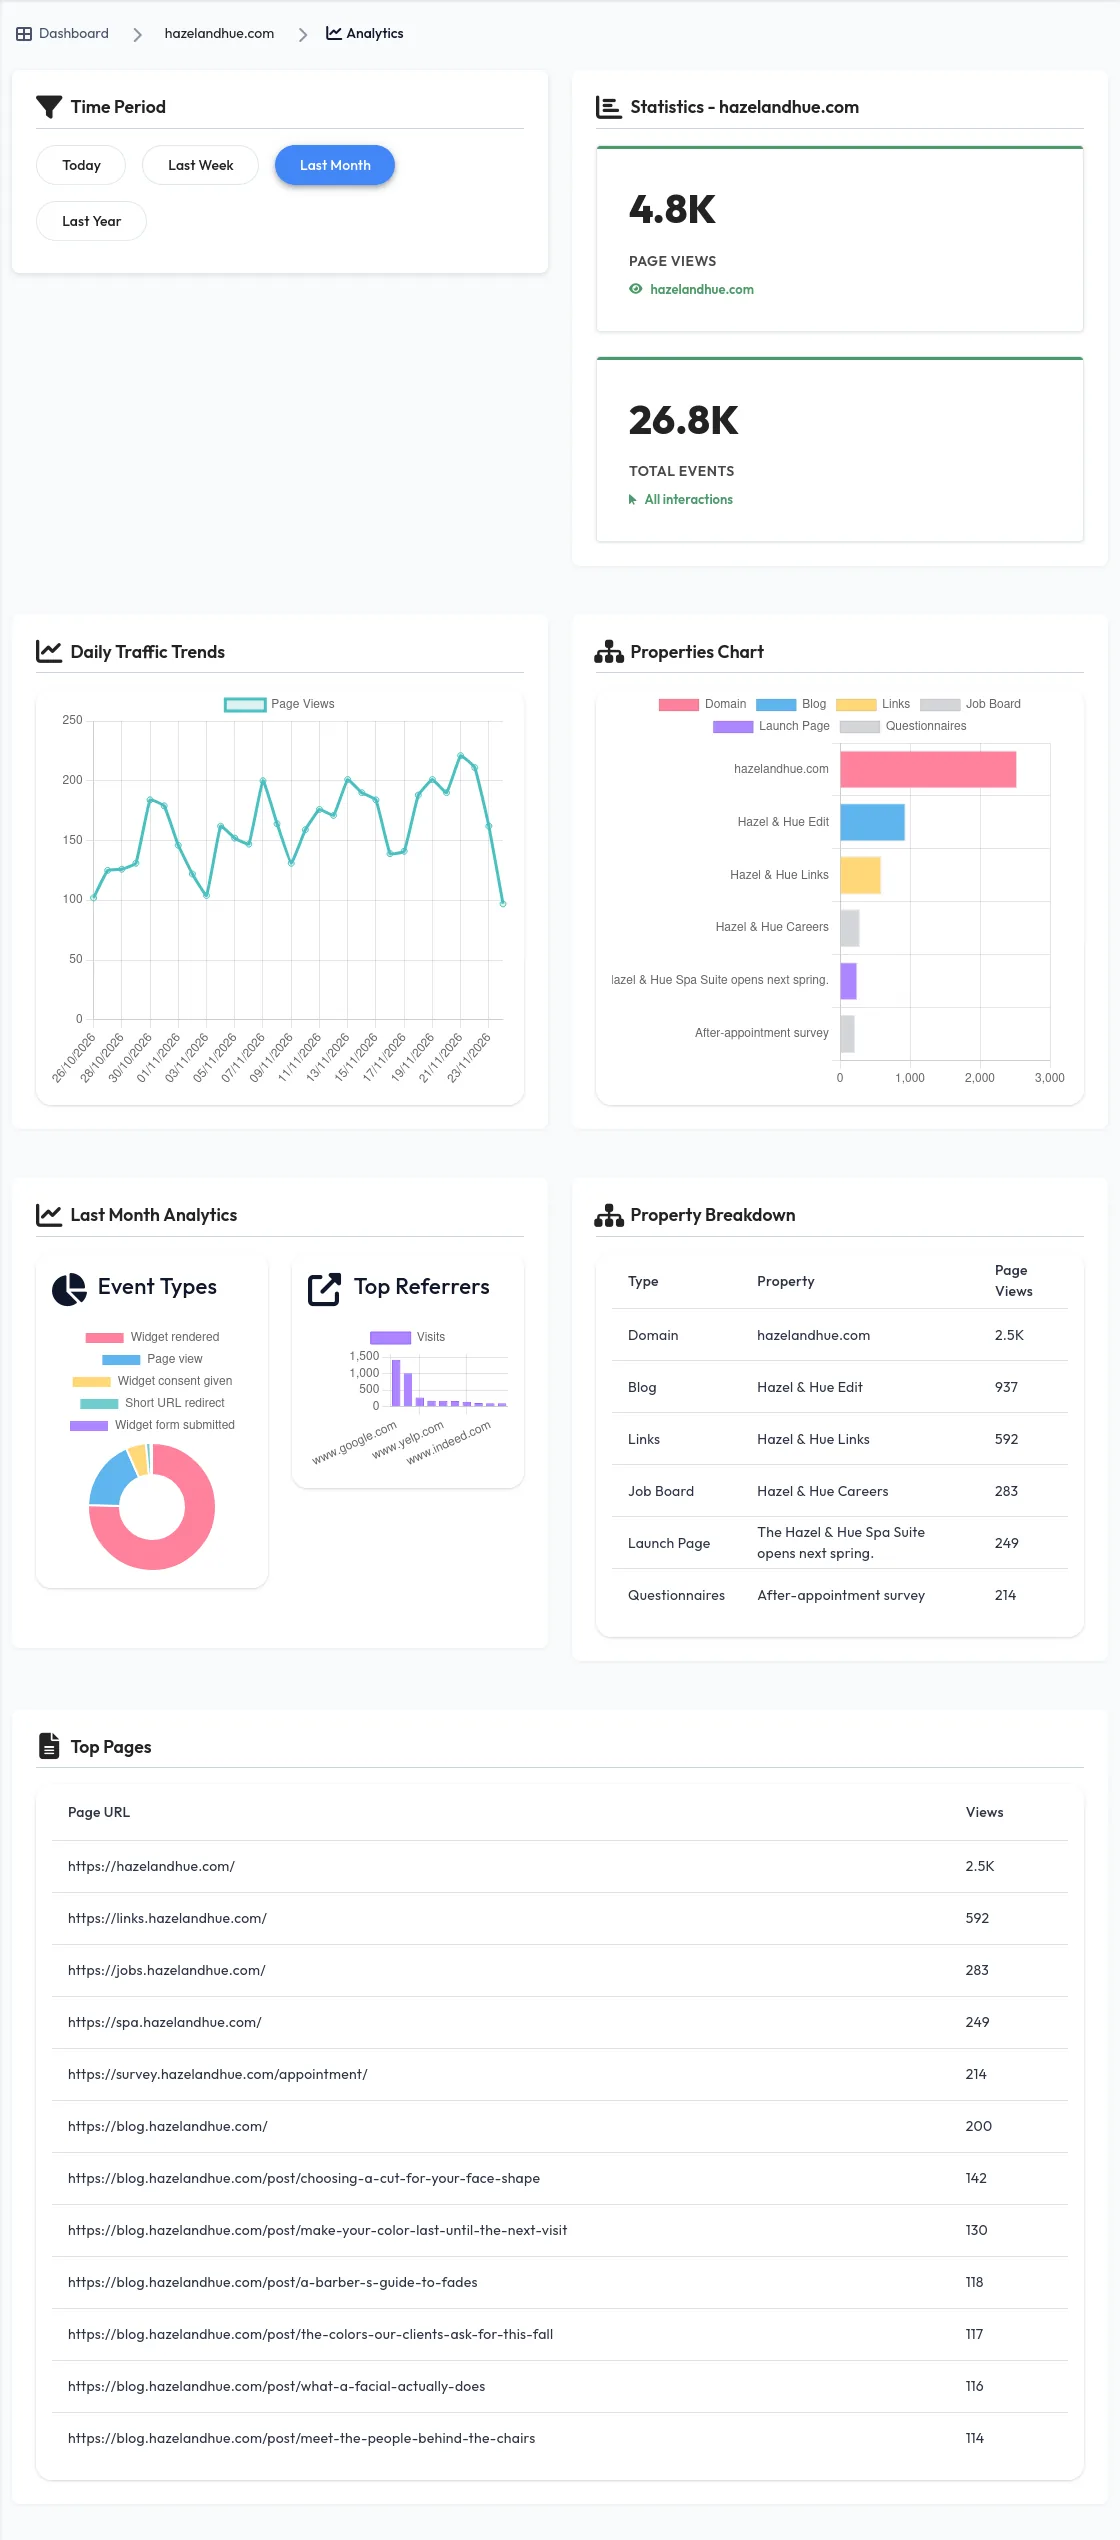 Dashboard
hazelandhue.com
Analytics
Time Period
Today
Last Week
Last Month
Last Year
Statistics - hazelandhue.com
4.8K
PAGE VIEWS
hazelandhue.com
26.8K
TOTAL EVENTS
All interactions
Daily Traffic Trends
Page Views
250
200
150
100
50
0
26/10/2026
28/10/2026
30/10/2026
01/11/2026
03/11/2026
05/11/2026
07/11/2026
09/11/2026
11/11/2026
13/11/2026
15/11/2026
17/11/2026
19/11/2026
21/11/2026
23/11/2026
Properties Chart
Domain
Blog
Links
Job Board
Launch Page
Questionnaires
hazelandhue.com
Hazel & Hue Edit
Hazel & Hue Links
Hazel & Hue Careers
azel & Hue Spa Suite opens next spring.
After-appointment survey
0
1,000
2,000
3,000
Last Month Analytics
Event Types
Widget rendered
Page view
Widget consent given
Short URL redirect
Widget form submitted
Top Referrers
Visits
1,500
1,000
500
0
www.google.com
www.yelp.com
www.indeed.com
Property Breakdown
Type Property Page Views
Domain hazelandhue.com 2.5K
Blog Hazel & Hue Edit 937
Links Hazel & Hue Links 592
Job Board Hazel & Hue Careers 283
Launch Page The Hazel & Hue Spa Suite opens next spring. 249
Questionnaires After-appointment survey 214
Top Pages
Page URL Views
https://hazelandhue.com/ 2.5K
https://links.hazelandhue.com/ 592
https://jobs.hazelandhue.com/ 283
https://spa.hazelandhue.com/ 249
https://survey.hazelandhue.com/appointment/ 214
https://blog.hazelandhue.com/ 200
https://blog.hazelandhue.com/post/choosing-a-cut-for-your-face-shape 142
https://blog.hazelandhue.com/post/make-your-color-last-until-the-next-visit 130
https://blog.hazelandhue.com/post/a-barber-s-guide-to-fades 118
https://blog.hazelandhue.com/post/the-colors-our-clients-ask-for-this-fall 117
https://blog.hazelandhue.com/post/what-a-facial-actually-does 116
https://blog.hazelandhue.com/post/meet-the-people-behind-the-chairs 114